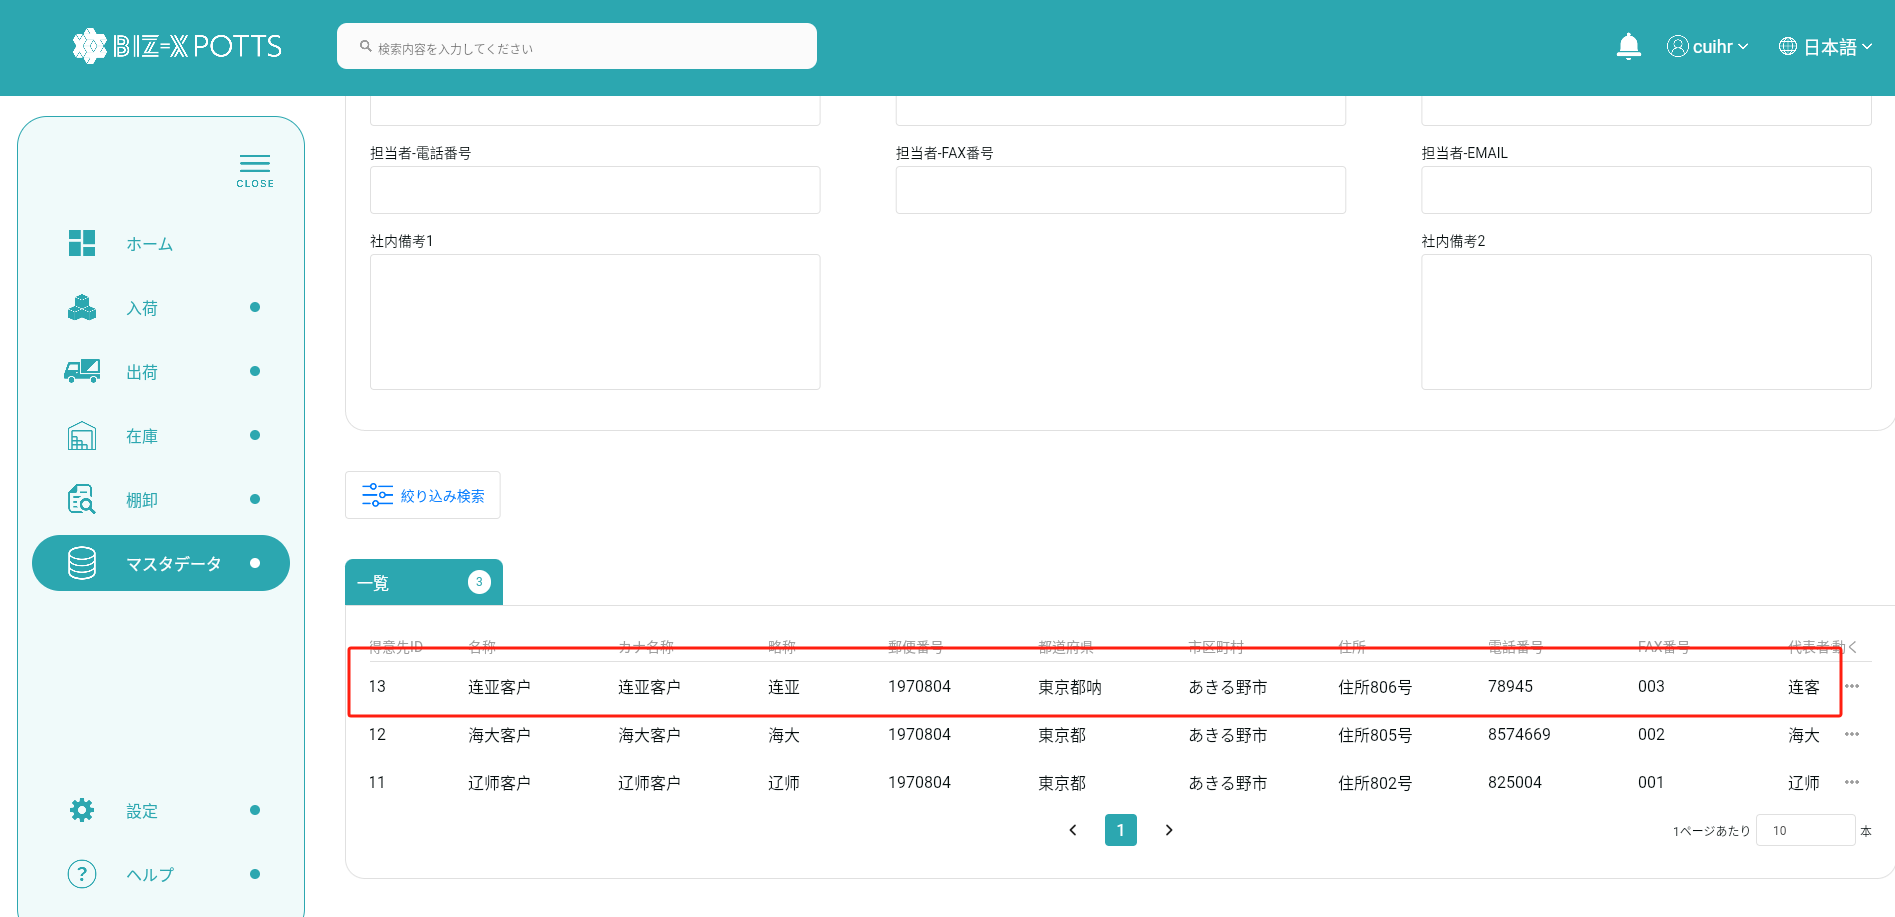 BIZ=X POTTS
検索内容を入力してください
cuihr
日本語
CLOSE
ホーム
入荷
出荷
在庫
棚卸
マスタデータ
設定
ヘルプ
担当者-電話番号 担当者-FAX番号 担当者-EMAIL
社内備考1 社内備考2
絞り込み検索
一覧 3
得意先ID 名称 カナ名称 略称 郵便番号 都道府県 市区町村 住所 電話番号 FAX番号 代表者 動く
13 连亚客户 连亚客户 连亚 1970804 東京都呐 あきる野市 住所806号 78945 003 连客 •••
12 海大客户 海大客户 海大 1970804 東京都 あきる野市 住所805号 8574669 002 海大 •••
11 辽师客户 辽师客户 辽师 1970804 東京都 あきる野市 住所802号 825004 001 辽师 •••
1
1ページあたり 10 本